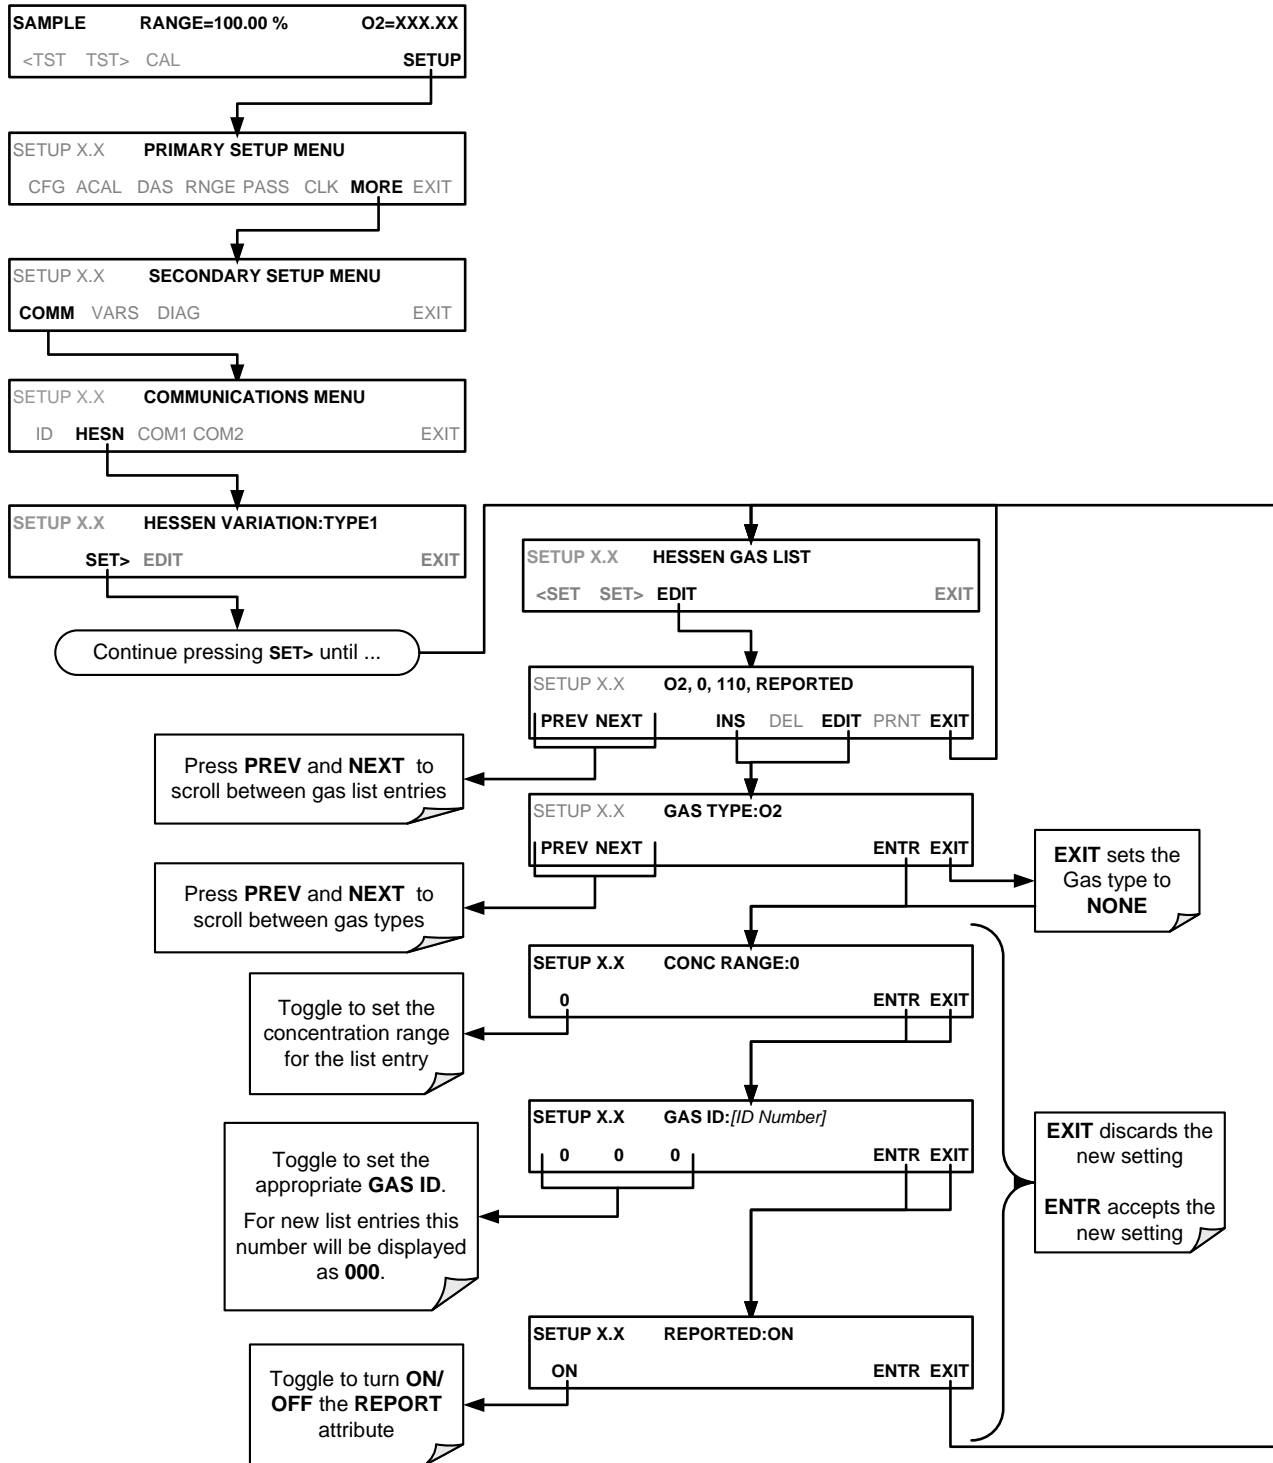 SAMPLE RANGE=100.00 % O2=XXX.XX
<TST TST> CAL SETUP
SETUP X.X PRIMARY SETUP MENU
CFG ACAL DAS RNGE PASS CLK MORE EXIT
SETUP X.X SECONDARY SETUP MENU
COMM VARS DIAG EXIT
SETUP X.X COMMUNICATIONS MENU
ID HESN COM1 COM2 EXIT
SETUP X.X HESSEN VARIATION:TYPE1
SET> EDIT EXIT
Continue pressing SET> until ...
SETUP X.X HESSEN GAS LIST
<SET SET> EDIT EXIT
SETUP X.X O2, 0, 110, REPORTED
PREV NEXT INS DEL EDIT PRNT EXIT
Press PREV and NEXT to
scroll between gas list entries
SETUP X.X GAS TYPE:O2
PREV NEXT ENTR EXIT
EXIT sets the
Gas type to
NONE
Press PREV and NEXT to
scroll between gas types
SETUP X.X CONC RANGE:0
0 ENTR EXIT
Toggle to set the
concentration range
for the list entry
SETUP X.X GAS ID:[ID Number]
0 0 0 ENTR EXIT
Toggle to set the
appropriate GAS ID.
For new list entries this
number will be displayed
as 000.
EXIT discards the
new setting
ENTR accepts the
new setting
SETUP X.X REPORTED:ON
ON ENTR EXIT
Toggle to turn ON/
OFF the REPORT
attribute